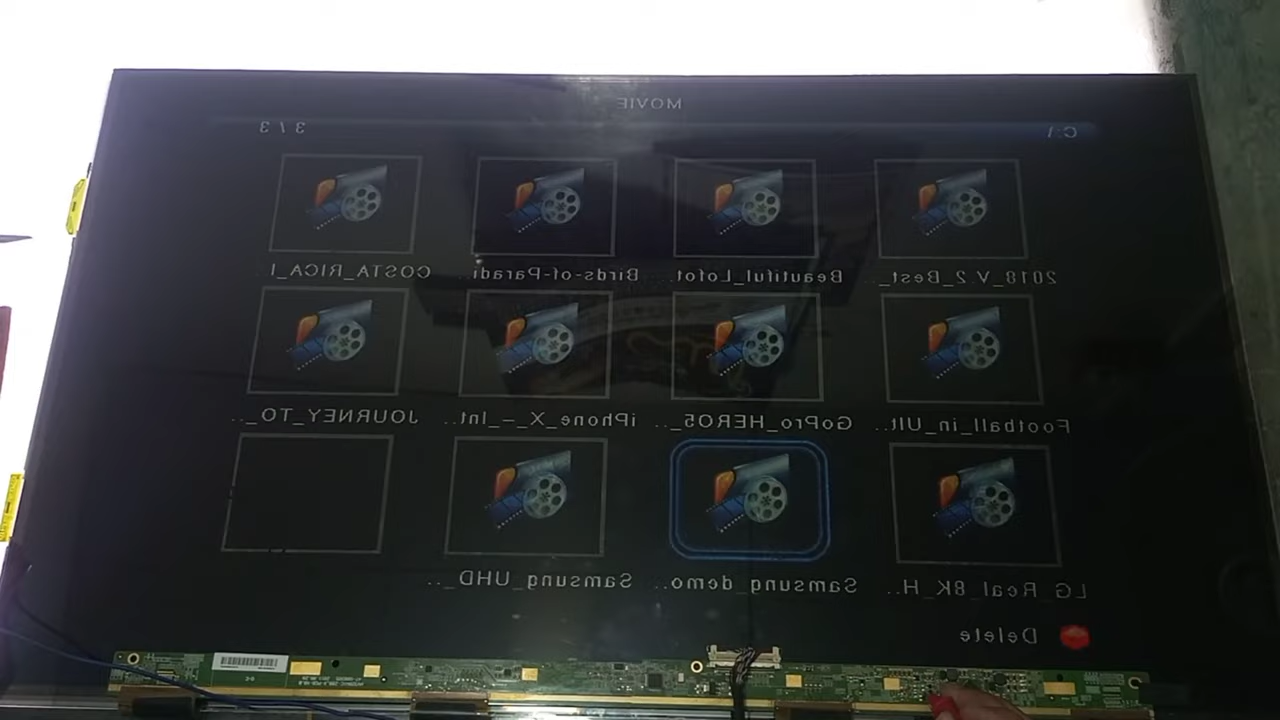 MOVIE
C:\ 3 / 3
2018_V.2_Best_.. Beautiful_Lofot.. Birds-of-Paradi.. COSTA_RICA_I..
Football_in_Ult.. GoPro_HERO5_.. iPhone_X_–_Int.. JOURNEY_TO_..
LG_Real_8K_H.. Samsung_demo.. Samsung_UHD_..
Delete